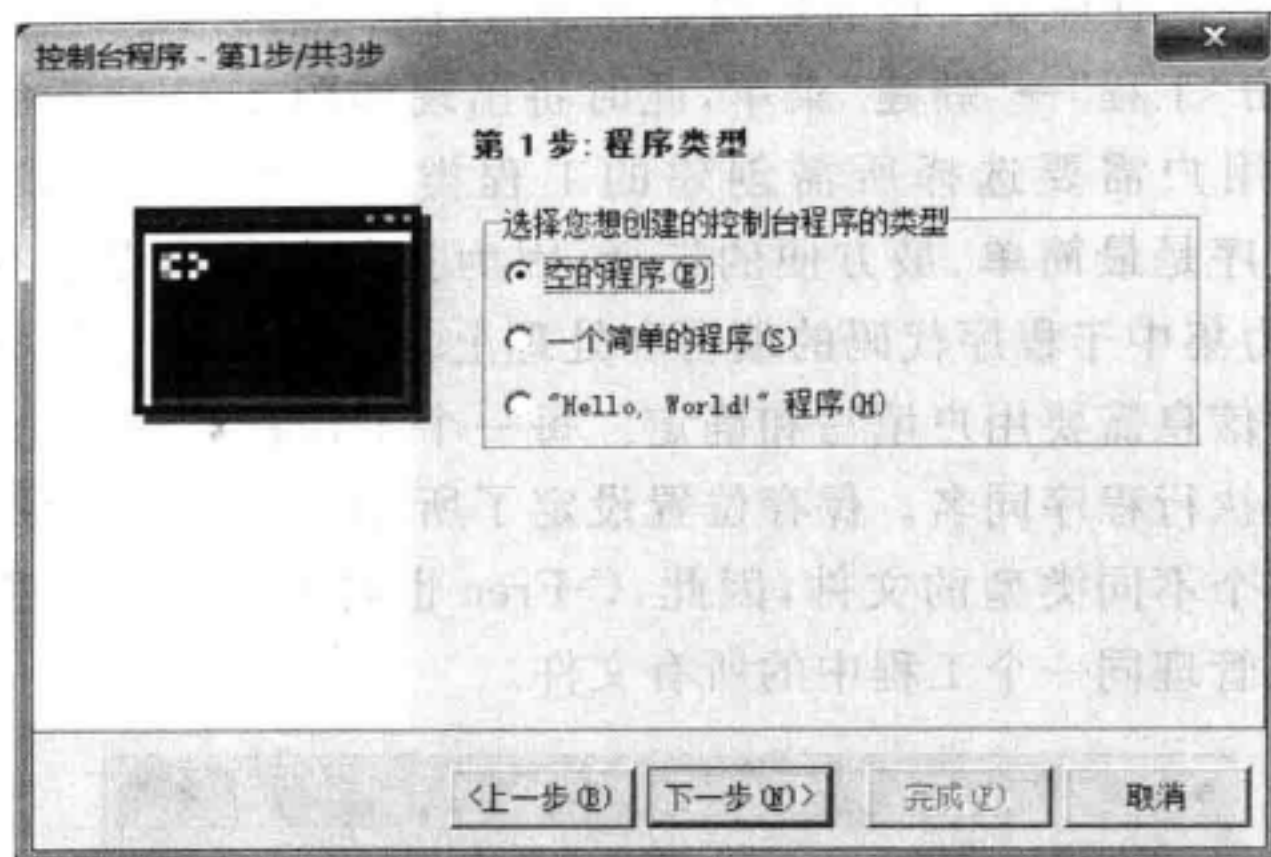 控制台程序 - 第1步/共3步
第 1 步: 程序类型
选择您想创建的控制台程序的类型
空的程序(E)
一个简单的程序(S)
"Hello, World!" 程序(H)
<上一步(B)
下一步(N)>
完成(F)
取消